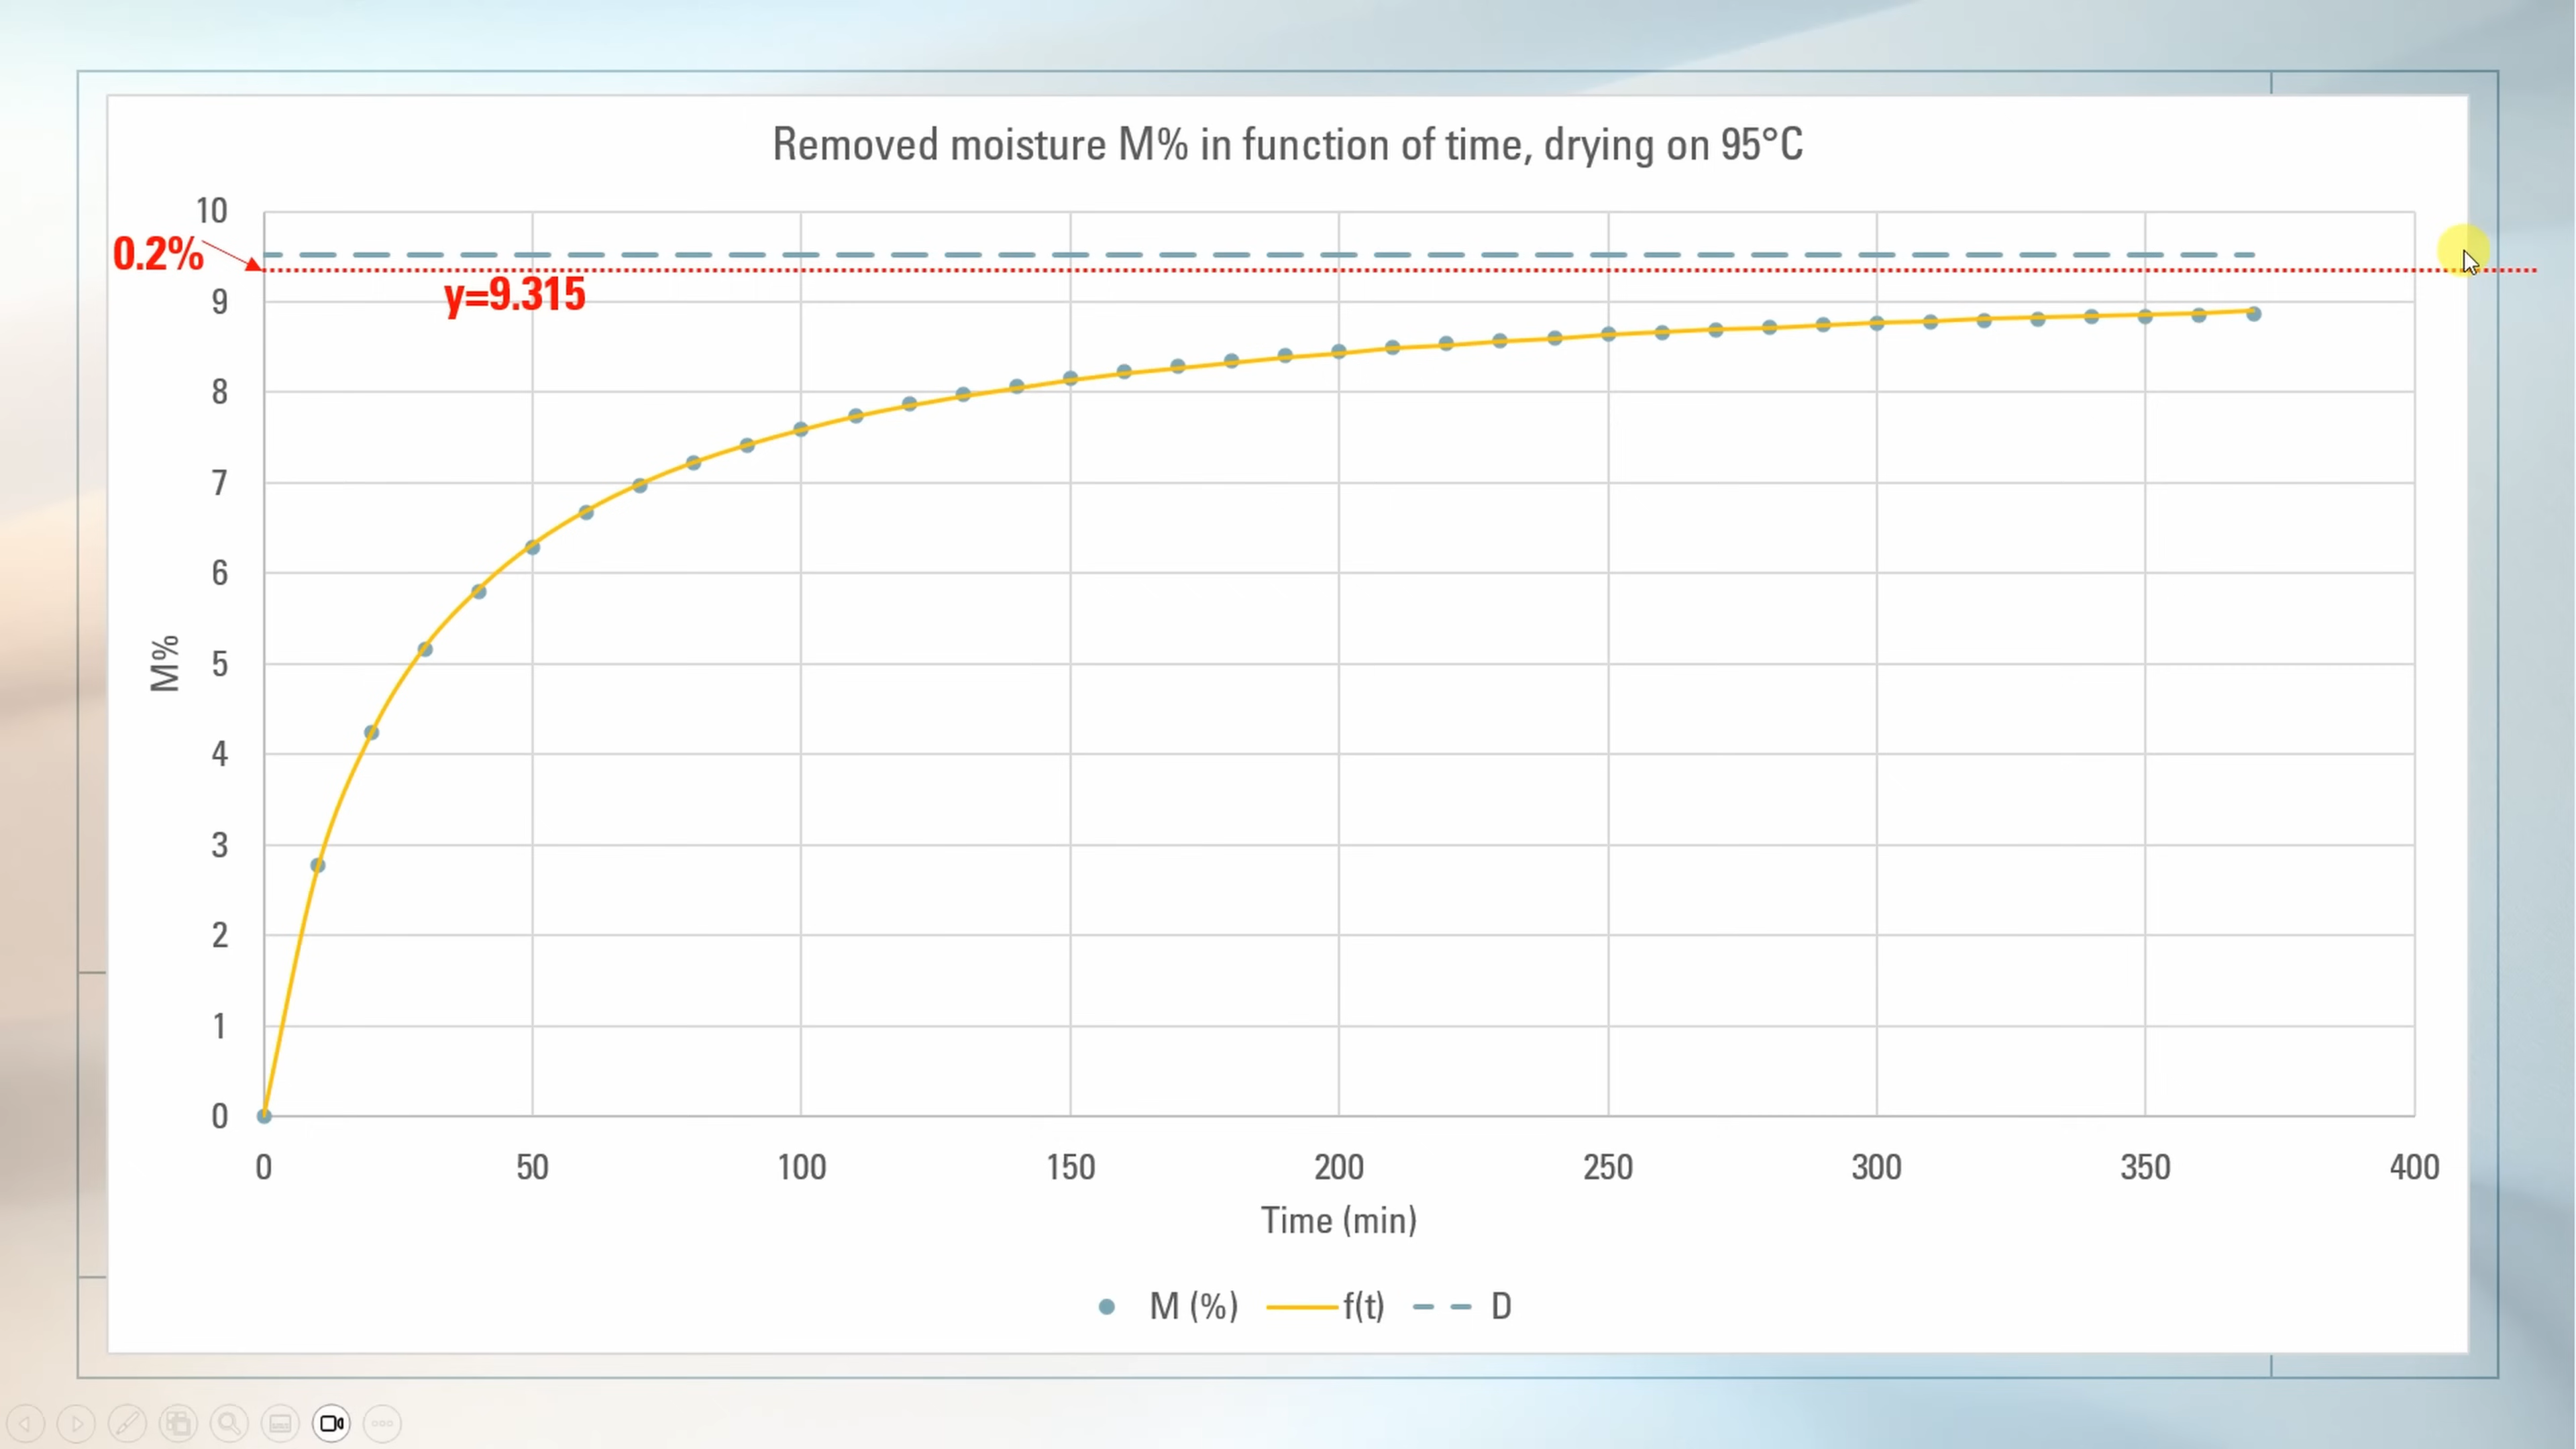 Removed moisture M% in function of time, drying on 95°C
10
0.2%
y=9.315
9
8
7
6
5
4
3
2
1
0
M%
0 50 100 150 200 250 300 350 400
Time (min)
M (%) f(t) D